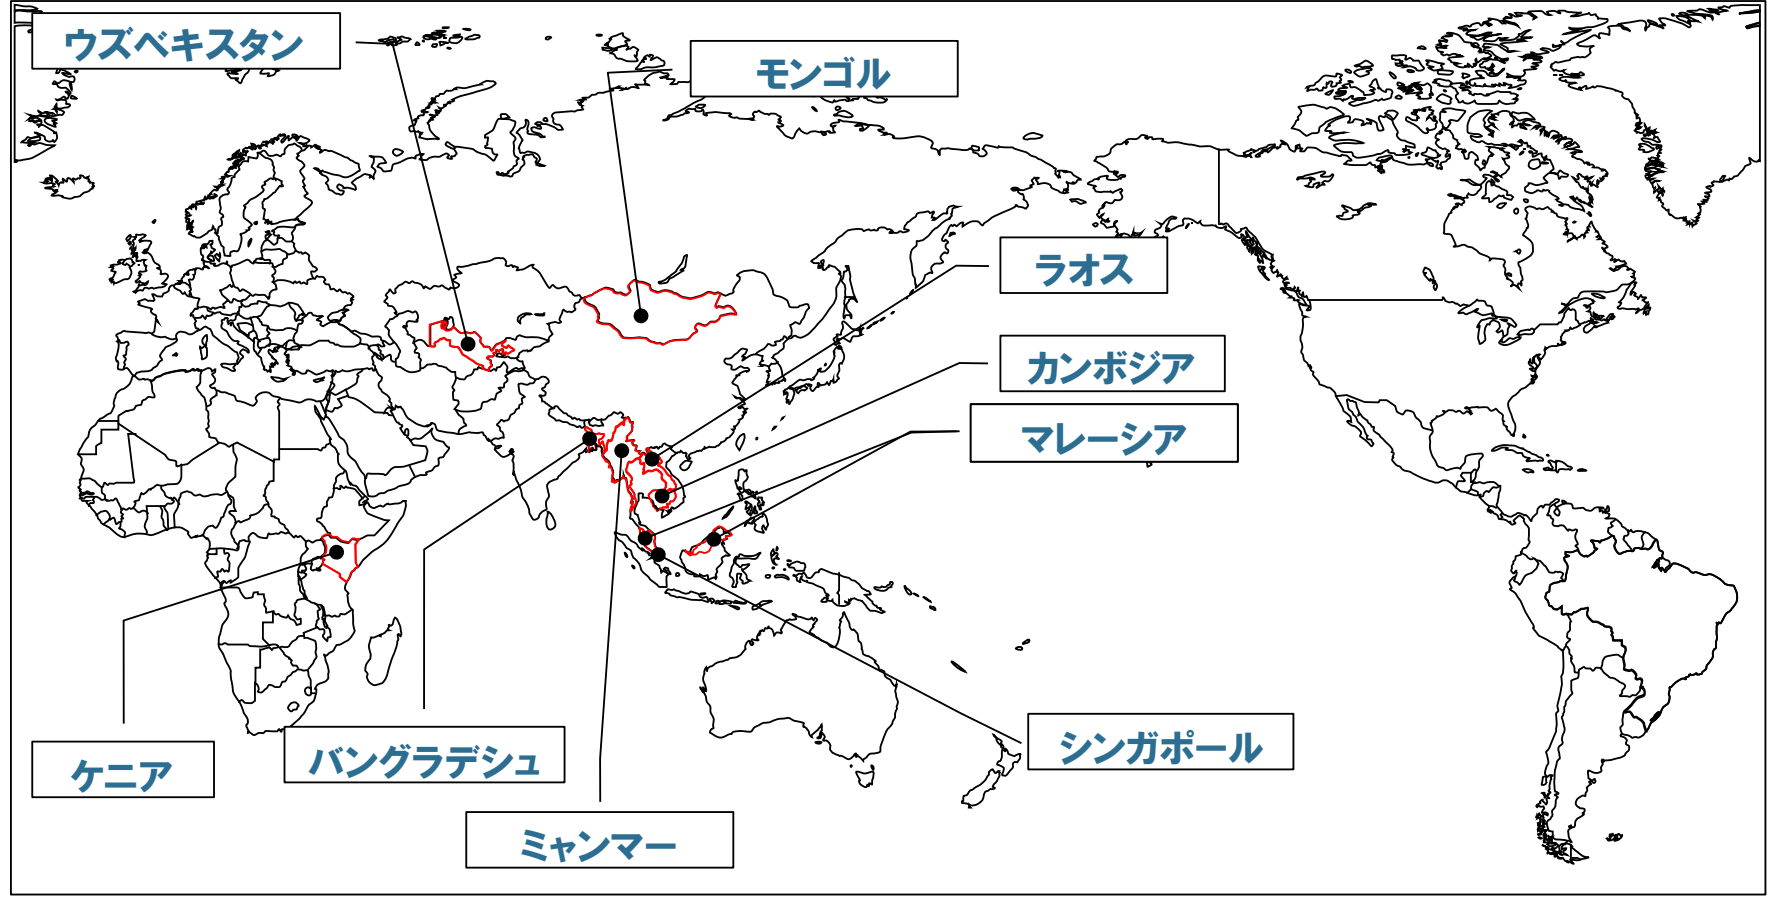 ウズベキスタン
モンゴル
ラオス
カンボジア
マレーシア
シンガポール
バングラデシュ
ケニア
ミャンマー